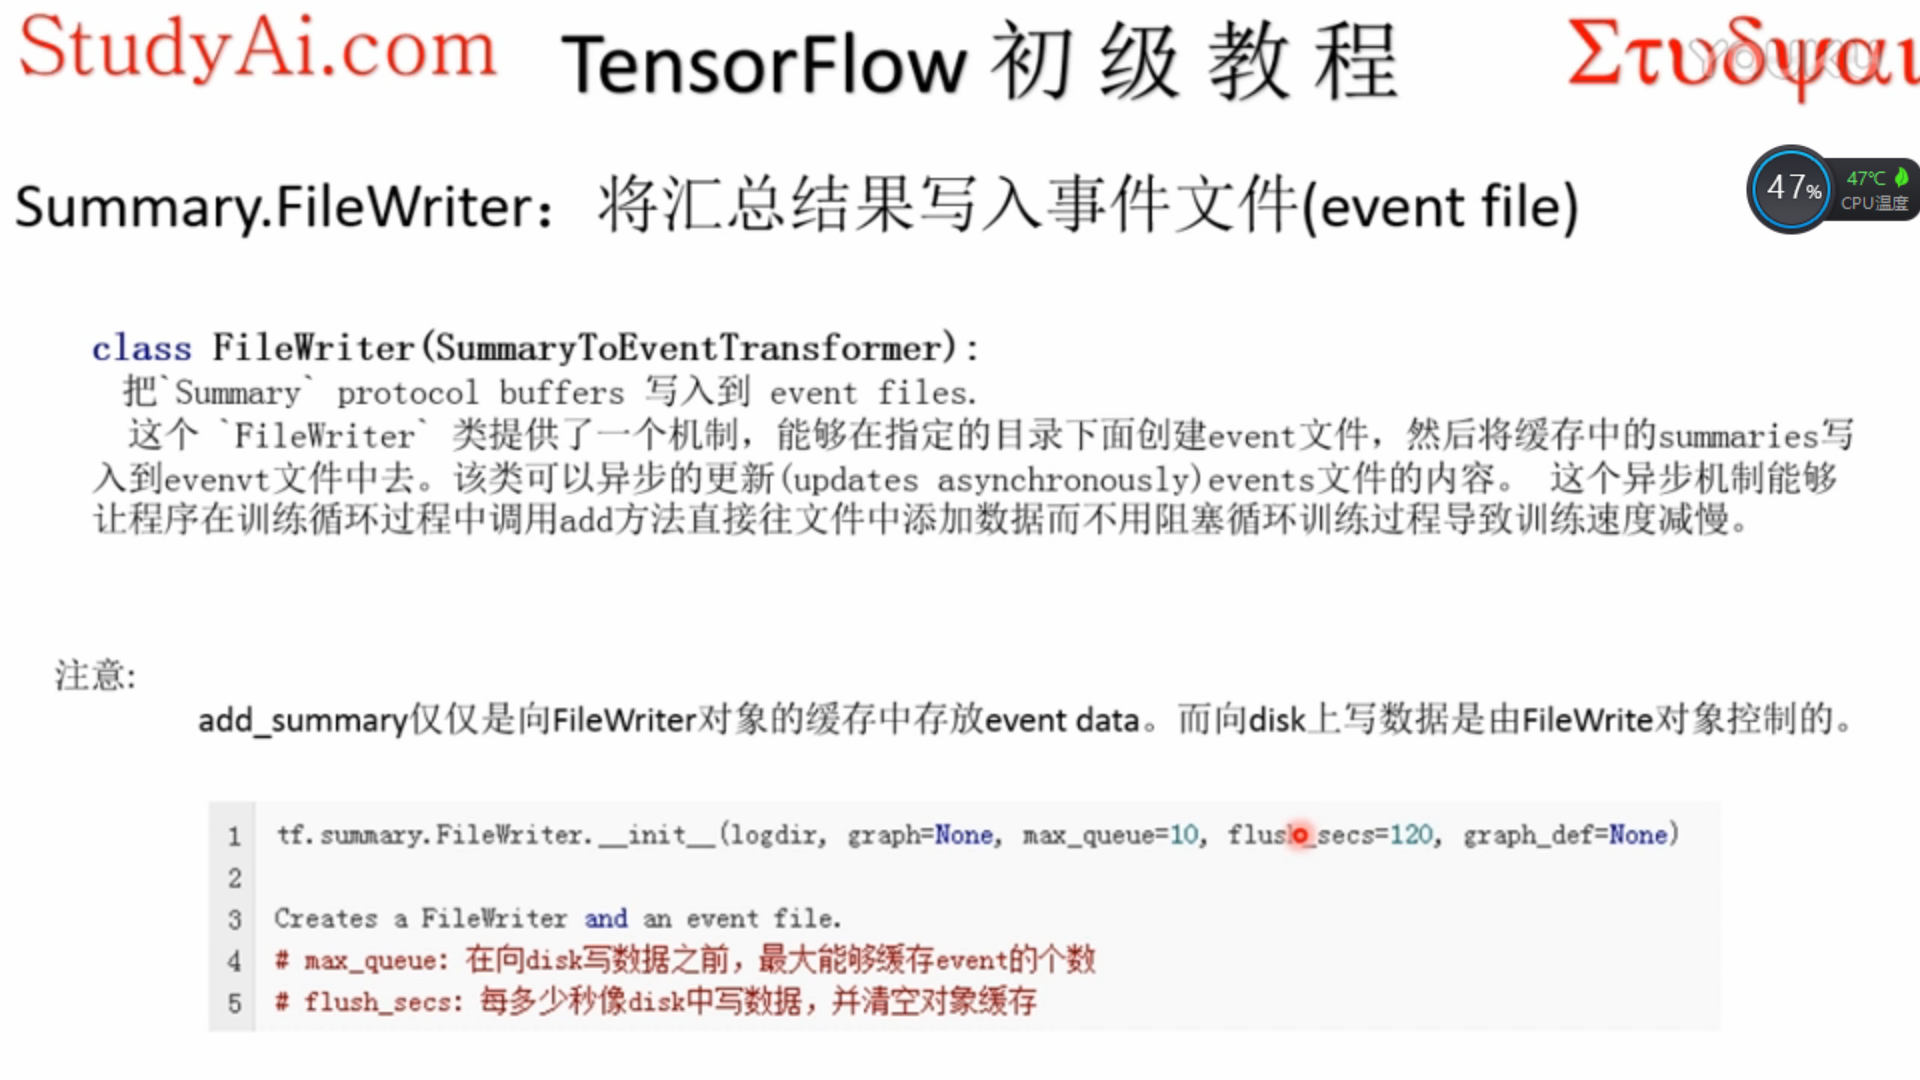 StudyAi.com
TensorFlow 初 级 教 程
Στυδψαι
YOUKU
Summary.FileWriter： 将汇总结果写入事件文件(event file)
47%
47℃
CPU温度
class FileWriter(SummaryToEventTransformer):
把`Summary` protocol buffers 写入到 event files.
这个 `FileWriter` 类提供了一个机制，能够在指定的目录下面创建event文件，然后将缓存中的summaries写
入到evenvt文件中去。该类可以异步的更新(updates asynchronously)events文件的内容。 这个异步机制能够
让程序在训练循环过程中调用add方法直接往文件中添加数据而不用阻塞循环训练过程导致训练速度减慢。
注意:
add_summary仅仅是向FileWriter对象的缓存中存放event data。而向disk上写数据是由FileWrite对象控制的。
1 tf.summary.FileWriter.__init__(logdir, graph=None, max_queue=10, flush_secs=120, graph_def=None)
2
3 Creates a FileWriter and an event file.
4 # max_queue: 在向disk写数据之前，最大能够缓存event的个数
5 # flush_secs: 每多少秒像disk中写数据，并清空对象缓存